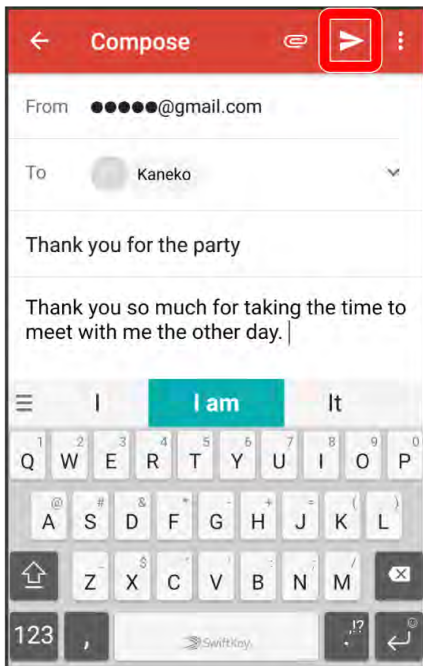 Compose
From ●●●●●@gmail.com
To Kaneko
Thank you for the party
Thank you so much for taking the time to
meet with me the other day.
I I am It
1 2 3 4 5 6 7 8 9 0
Q W E R T Y U I O P
@ # & * - + = ( )
A S D F G H J K L
Z X C V B N M
123 , SwiftKey . ,!?